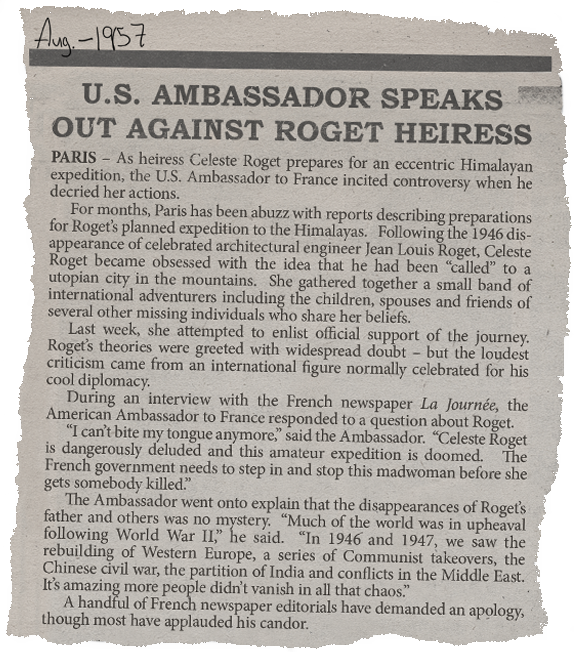 Aug.-1957
U.S. AMBASSADOR SPEAKS
OUT AGAINST ROGET HEIRESS
PARIS – As heiress Celeste Roget prepares for an eccentric Himalayan
expedition, the U.S. Ambassador to France incited controversy when he
decried her actions.
For months, Paris has been abuzz with reports describing preparations
for Roget's planned expedition to the Himalayas. Following the 1946 dis-
appearance of celebrated architectural engineer Jean Louis Roget, Celeste
Roget became obsessed with the idea that he had been “called” to a
utopian city in the mountains. She gathered together a small band of
international adventurers including the children, spouses and friends of
several other missing individuals who share her beliefs.
Last week, she attempted to enlist official support of the journey.
Roget's theories were greeted with widespread doubt – but the loudest
criticism came from an international figure normally celebrated for his
cool diplomacy.
During an interview with the French newspaper La Journée, the
American Ambassador to France responded to a question about Roget.
“I can't bite my tongue anymore,” said the Ambassador. “Celeste Roget
is dangerously deluded and this amateur expedition is doomed. The
French government needs to step in and stop this madwoman before she
gets somebody killed.”
The Ambassador went onto explain that the disappearances of Roget's
father and others was no mystery. “Much of the world was in upheaval
following World War II,” he said. “In 1946 and 1947, we saw the
rebuilding of Western Europe, a series of Communist takeovers, the
Chinese civil war, the partition of India and conflicts in the Middle East.
It's amazing more people didn't vanish in all that chaos.”
A handful of French newspaper editorials have demanded an apology,
though most have applauded his candor.